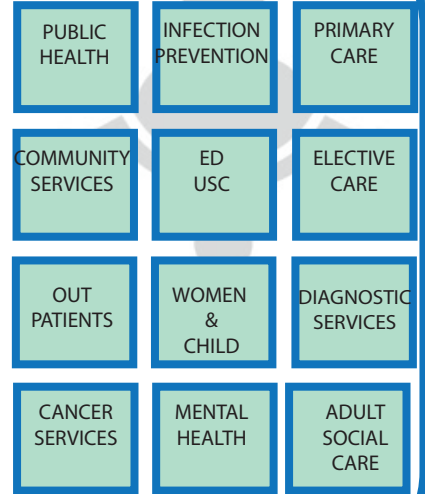 PUBLIC
HEALTH
INFECTION
PREVENTION
PRIMARY
CARE
COMMUNITY
SERVICES
ED
USC
ELECTIVE
CARE
OUT
PATIENTS
WOMEN
&
CHILD
DIAGNOSTIC
SERVICES
CANCER
SERVICES
MENTAL
HEALTH
ADULT
SOCIAL
CARE